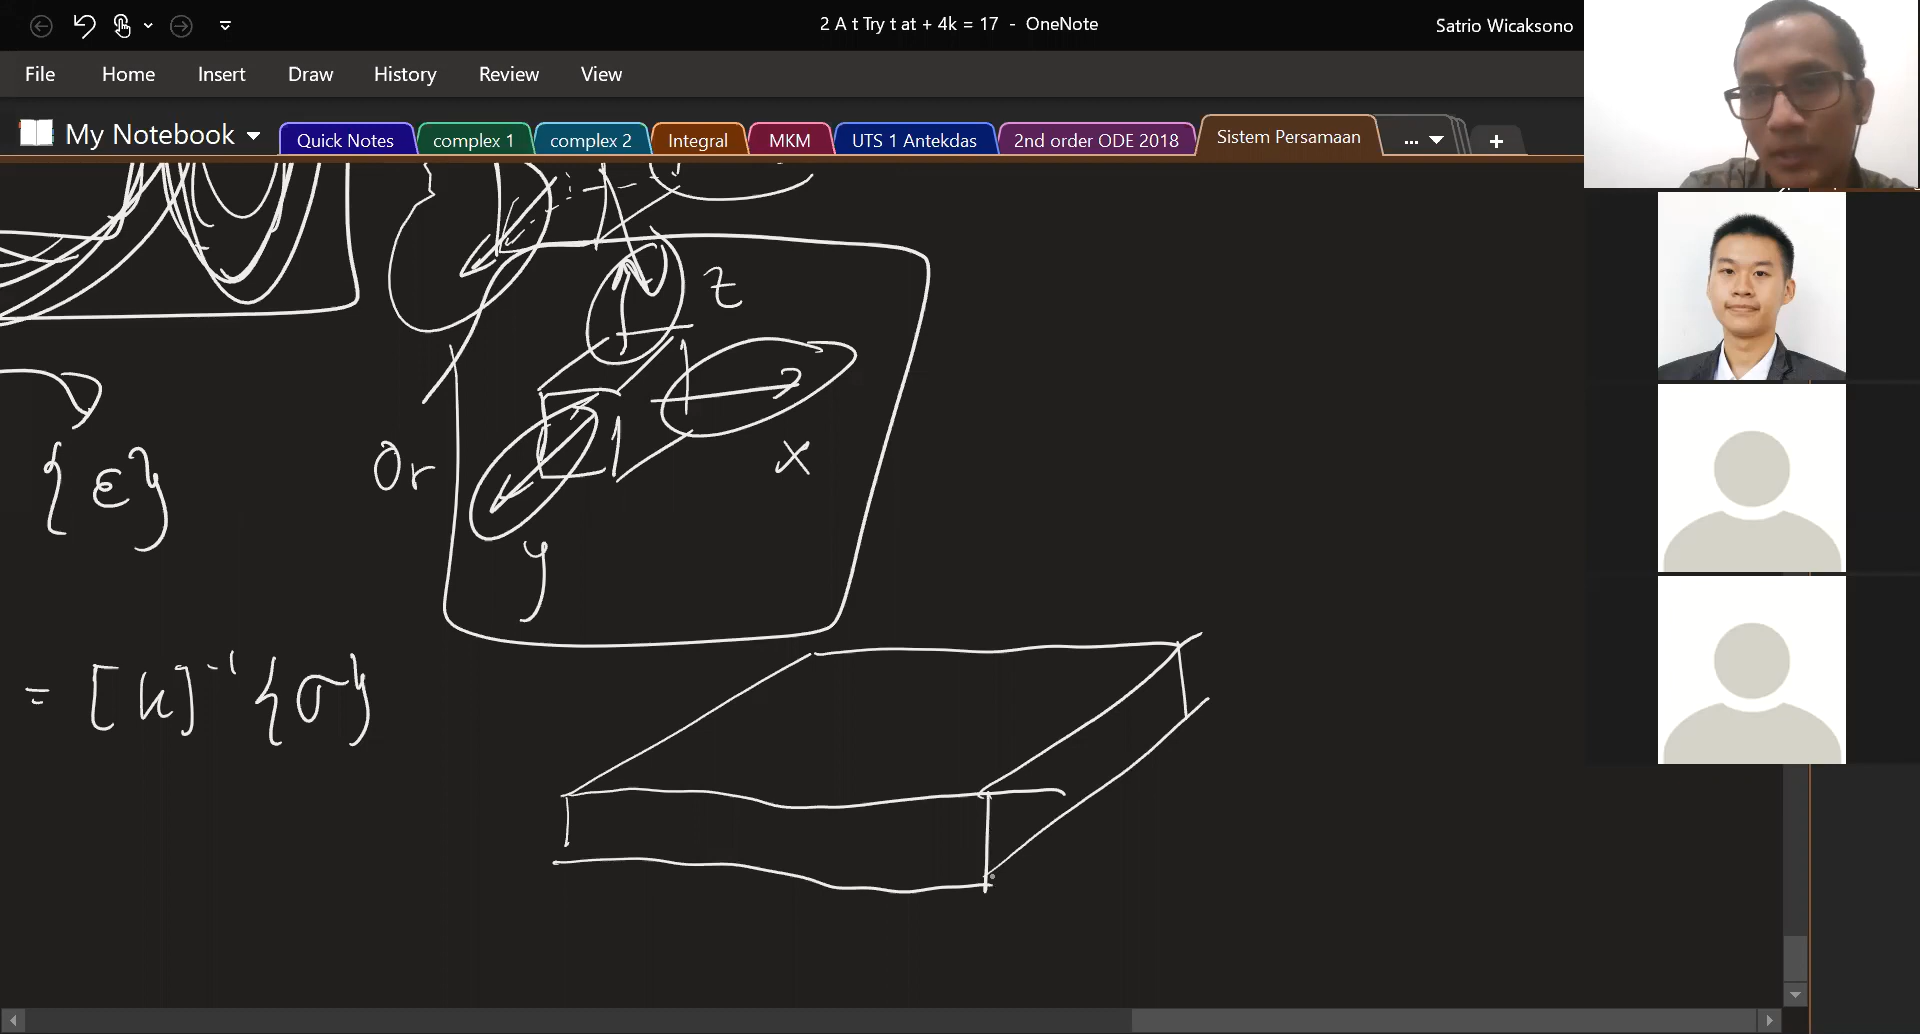 2 A t Try t at + 4k = 17 - OneNote
Satrio Wicaksono
File Home Insert Draw History Review View
My Notebook
Quick Notes complex 1 complex 2 Integral MKM UTS 1 Antekdas 2nd order ODE 2018 Sistem Persamaan ... +
z
x
y
{ε}
Or
= [k]⁻¹ {σ}